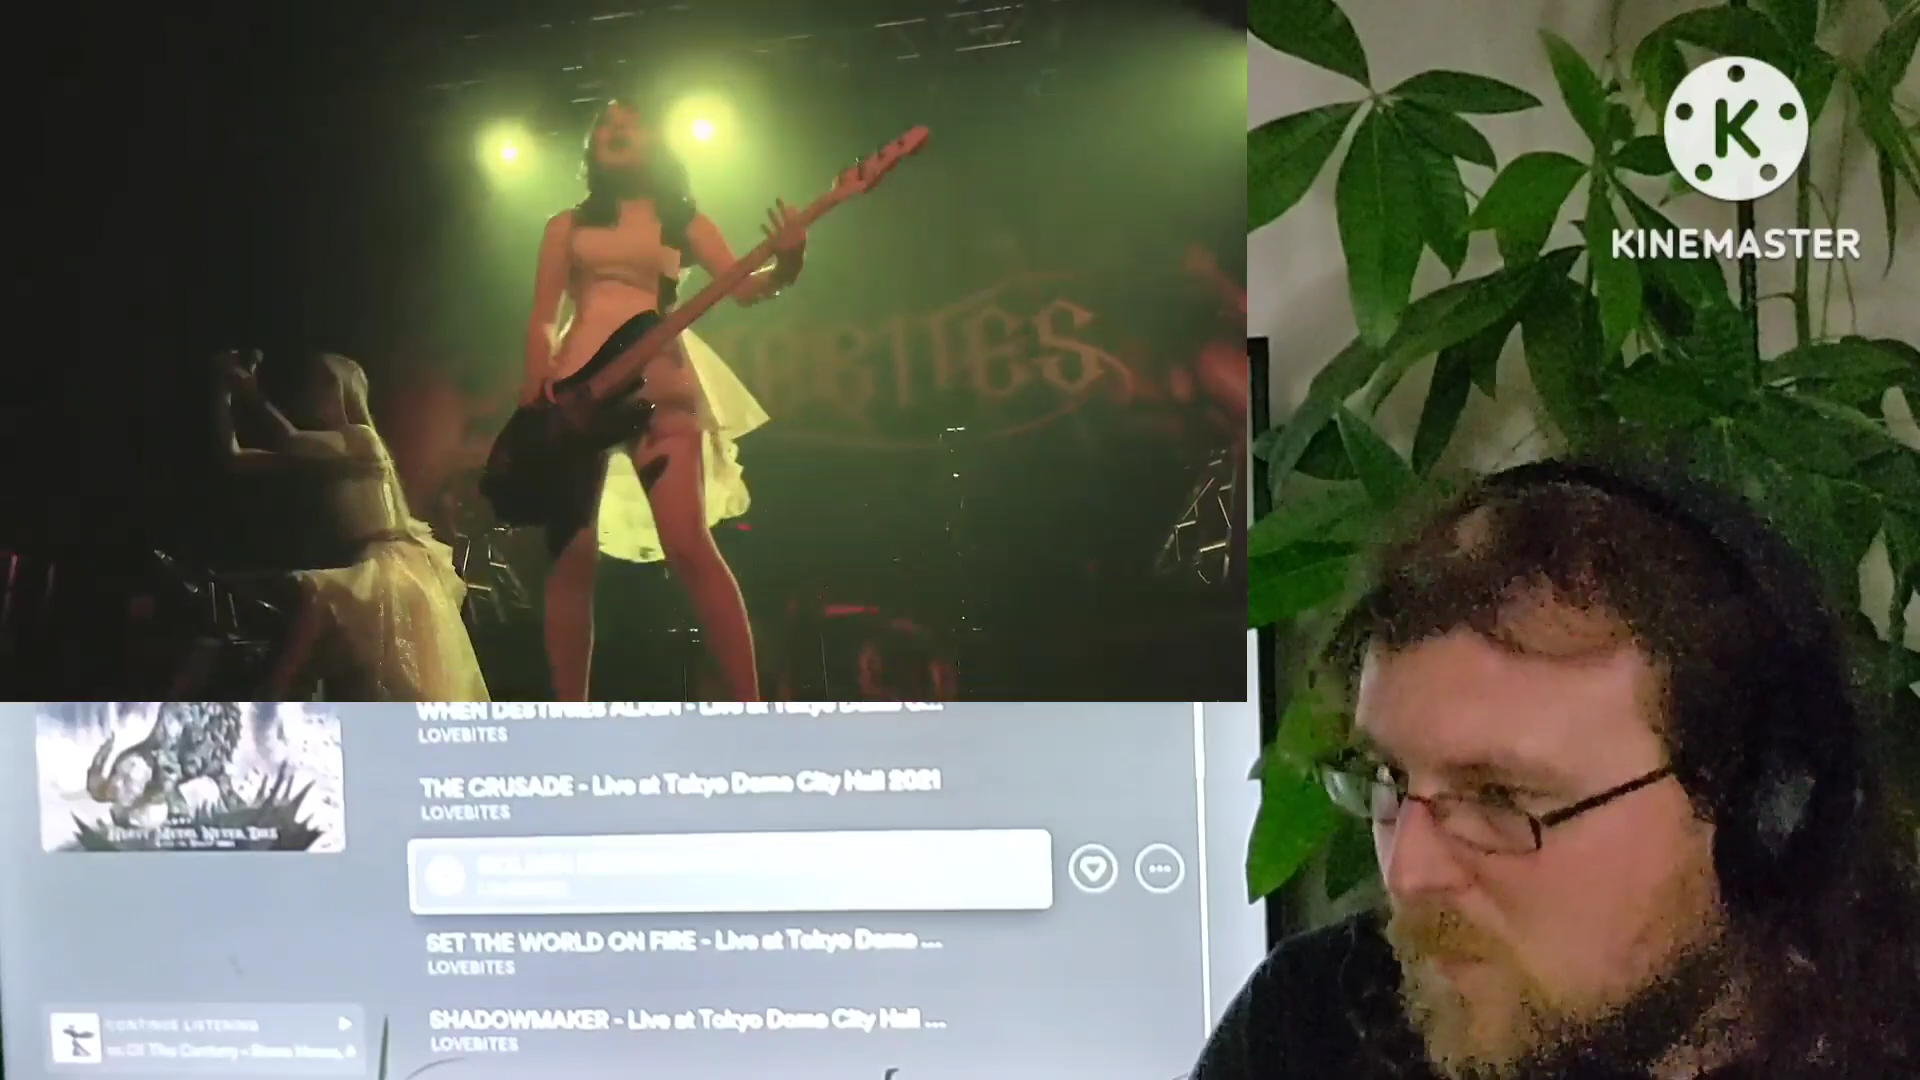 K
KINEMASTER
WHEN DESTINIES ALIGN - Live at Tokyo Dome C...
LOVEBITES
THE CRUSADE - Live at Tokyo Dome City Hall 2021
LOVEBITES
HEAVY METAL NEVER DIES
SET THE WORLD ON FIRE - Live at Tokyo Dome ...
LOVEBITES
SHADOWMAKER - Live at Tokyo Dome City Hall ...
LOVEBITES
CONTINUE LISTENING